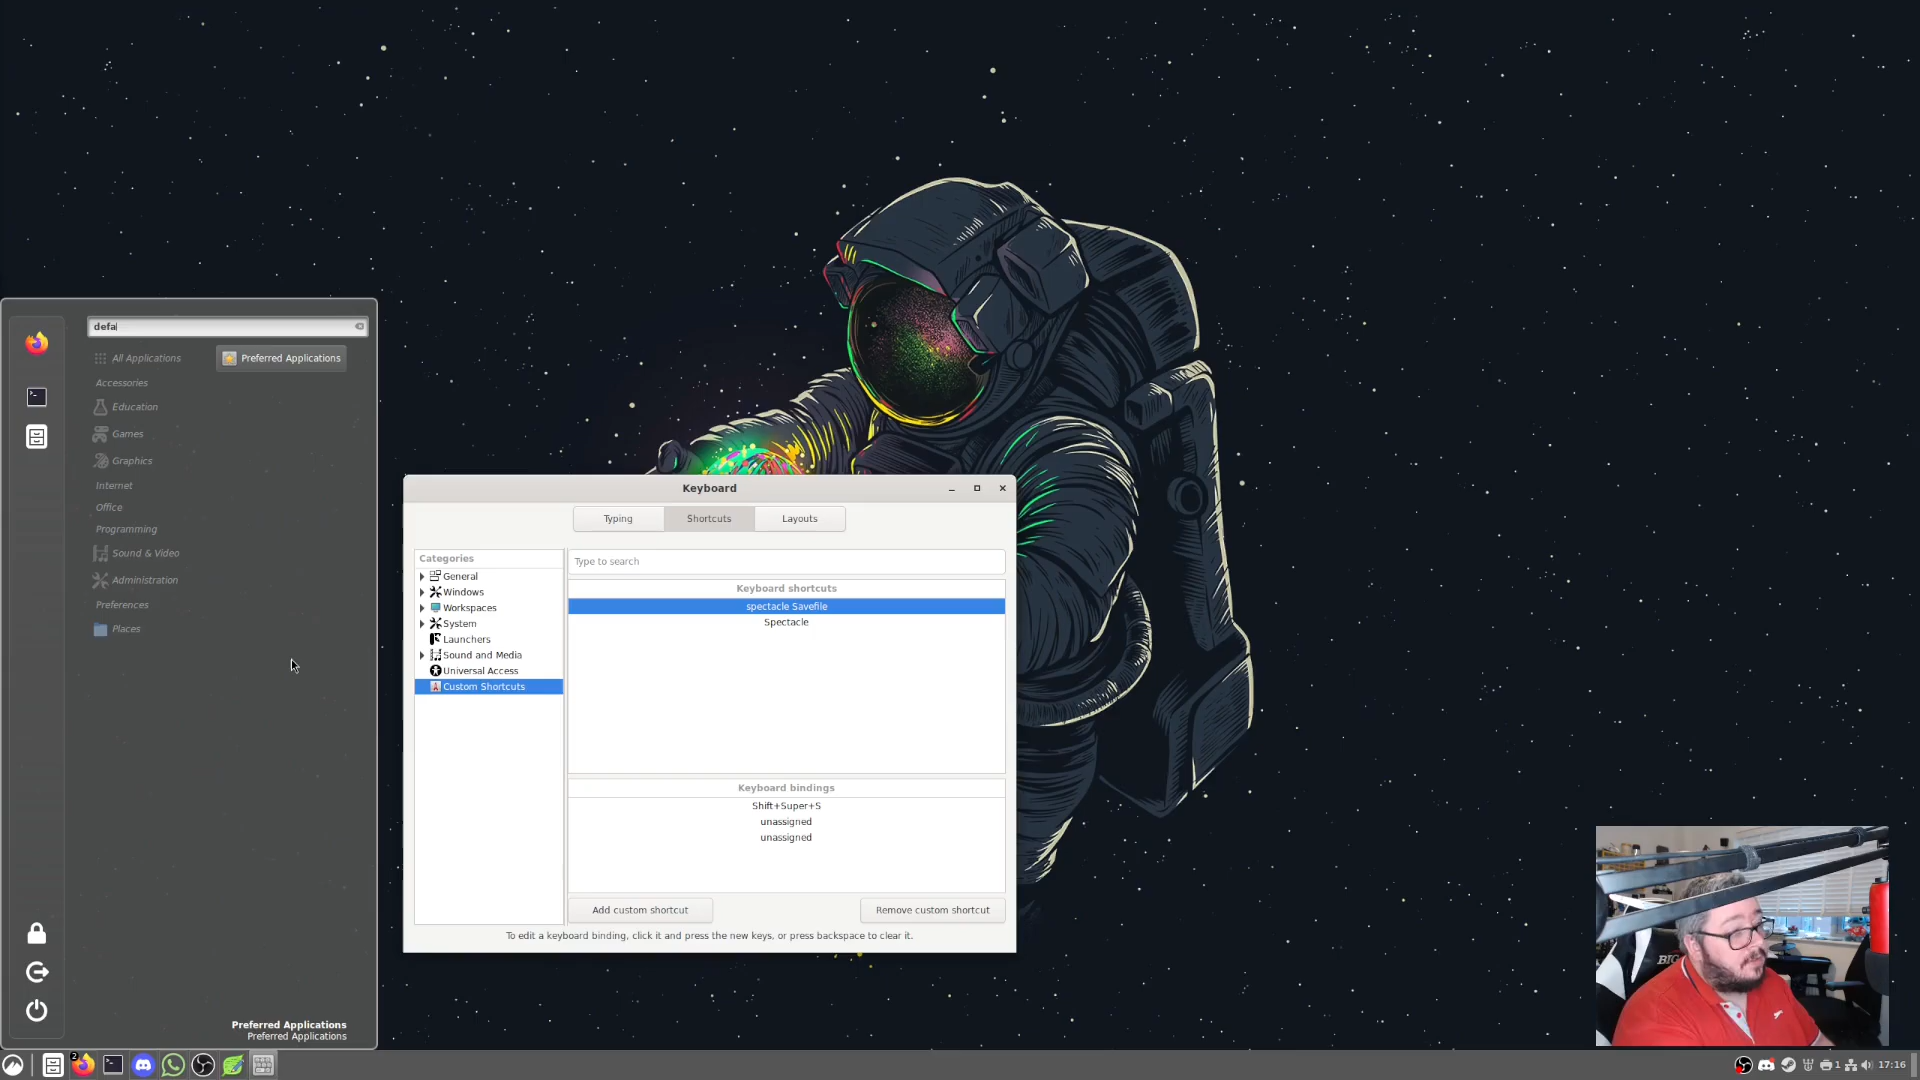 defa
All Applications
Preferred Applications
Accessories
Education
Games
Graphics
Internet
Office
Programming
Sound & Video
Administration
Preferences
Places
Preferred Applications
Preferred Applications
Keyboard
Typing
Shortcuts
Layouts
Categories
General
Windows
Workspaces
System
Launchers
Sound and Media
Universal Access
Custom Shortcuts
Type to search
Keyboard shortcuts
spectacle Savefile
Spectacle
Keyboard bindings
Shift+Super+S
unassigned
unassigned
Add custom shortcut
Remove custom shortcut
To edit a keyboard binding, click it and press the new keys, or press backspace to clear it.
BIG
2
1
17:16